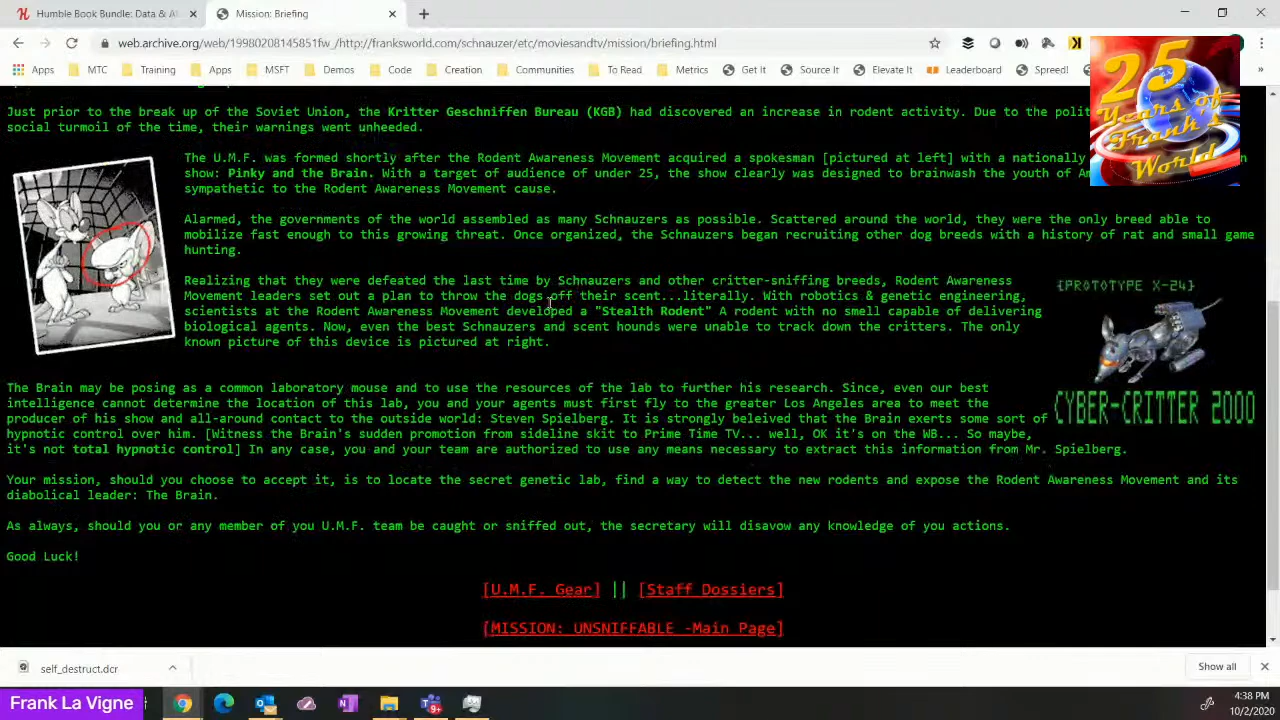 Humble Book Bundle: Data & A
Mission: Briefing
web.archive.org/web/19980208145851fw_/http://franksworld.com/schnauzer/etc/moviesandtv/mission/briefing.html
Apps MTC Training Apps MSFT Demos Code Creation Communities To Read Metrics Get It Source It Elevate It Leaderboard Spreed!
25 Years of Frank's World
Just prior to the break up of the Soviet Union, the Kritter Geschniffen Bureau (KGB) had discovered an increase in rodent activity. Due to the
social turmoil of the time, their warnings went unheeded.
The U.M.F. was formed shortly after the Rodent Awareness Movement acquired a spokesman [pictured at left] with a nationally
show: Pinky and the Brain. With a target of audience of under 25, the show clearly was designed to brainwash the youth of
sympathetic to the Rodent Awareness Movement cause.
Alarmed, the governments of the world assembled as many Schnauzers as possible. Scattered around the world, they were the only breed able to
mobilize fast enough to this growing threat. Once organized, the Schnauzers began recruiting other dog breeds with a history of rat and small game
hunting.
Realizing that they were defeated the last time by Schnauzers and other critter-sniffing breeds, Rodent Awareness
Movement leaders set out a plan to throw the dogs off their scent...literally. With robotics & genetic engineering,
scientists at the Rodent Awareness Movement developed a "Stealth Rodent" A rodent with no smell capable of delivering
biological agents. Now, even the best Schnauzers and scent hounds were unable to track down the critters. The only
known picture of this device is pictured at right.
{PROTOTYPE X-24}
CYBER-CRITTER 2000
The Brain may be posing as a common laboratory mouse and to use the resources of the lab to further his research. Since, even our best
intelligence cannot determine the location of this lab, you and your agents must first fly to the greater Los Angeles area to meet the
producer of his show and all-around contact to the outside world: Steven Spielberg. It is strongly beleived that the Brain exerts some sort of
hypnotic control over him. [Witness the Brain's sudden promotion from sideline skit to Prime Time TV... well, OK it's on the WB... So maybe,
it's not total hypnotic control] In any case, you and your team are authorized to use any means necessary to extract this information from Mr. Spielberg.
Your mission, should you choose to accept it, is to locate the secret genetic lab, find a way to detect the new rodents and expose the Rodent Awareness Movement and its
diabolical leader: The Brain.
As always, should you or any member of you U.M.F. team be caught or sniffed out, the secretary will disavow any knowledge of you actions.
Good Luck!
[U.M.F. Gear] || [Staff Dossiers]
[MISSION: UNSNIFFABLE -Main Page]
self_destruct.dcr
Show all
Frank La Vigne
4:38 PM
10/2/2020